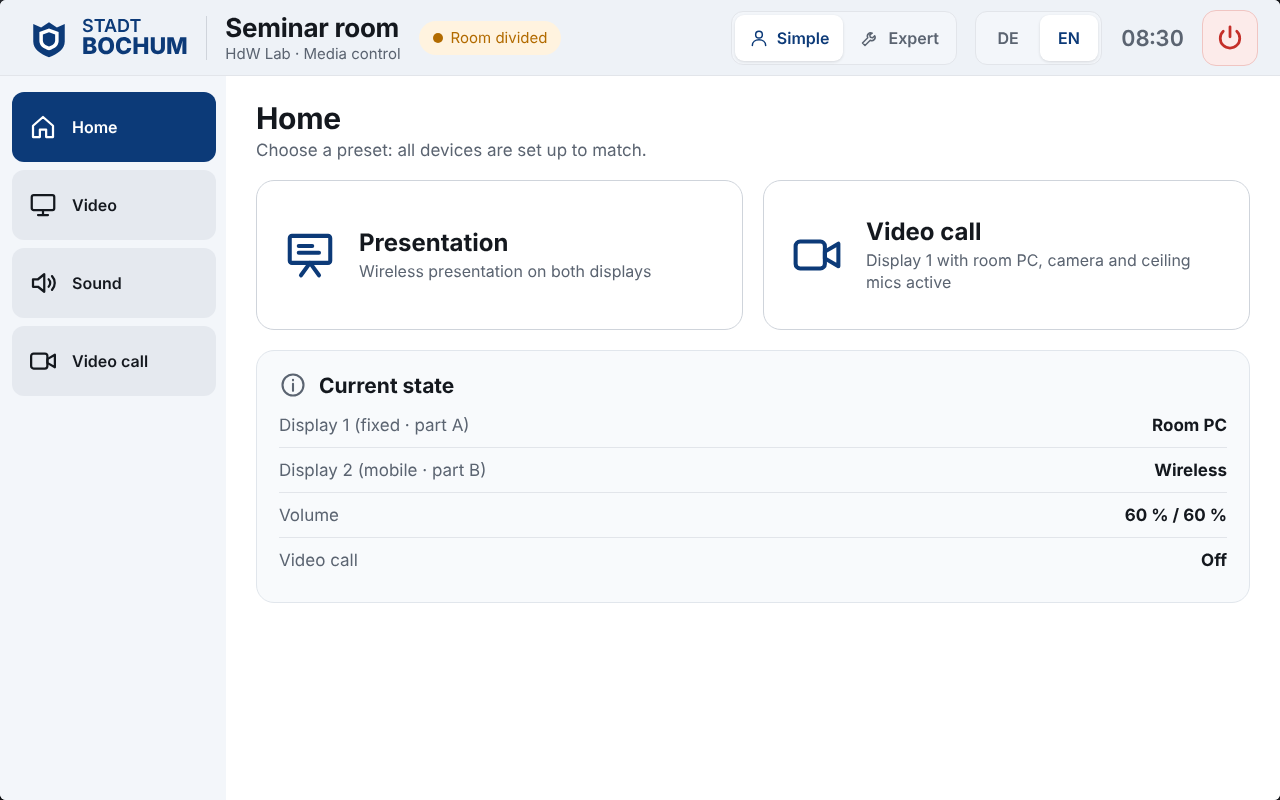 STADT
BOCHUM
Seminar room
HdW Lab · Media control
Room divided
Simple
Expert
DE
EN
08:30
Home
Video
Sound
Video call
Home
Choose a preset: all devices are set up to match.
Presentation
Wireless presentation on both displays
Video call
Display 1 with room PC, camera and ceiling
mics active
Current state
Display 1 (fixed · part A)
Room PC
Display 2 (mobile · part B)
Wireless
Volume
60 % / 60 %
Video call
Off